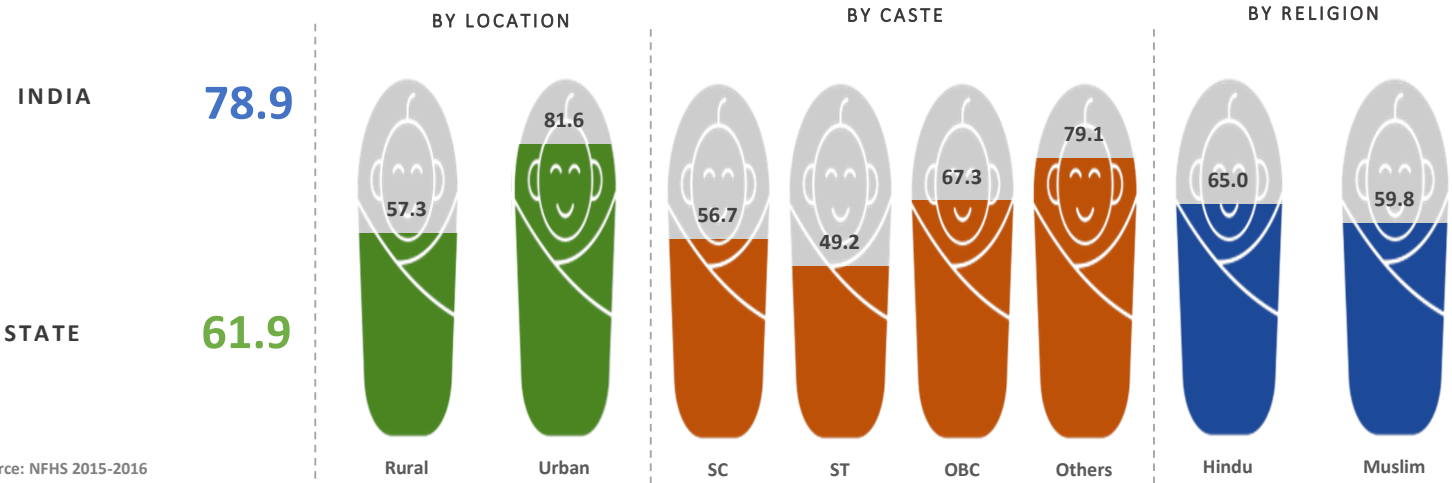 BY LOCATION
BY CASTE
BY RELIGION
INDIA
78.9
STATE
61.9
57.3
81.6
56.7
49.2
67.3
79.1
65.0
59.8
Rural
Urban
SC
ST
OBC
Others
Hindu
Muslim
rce: NFHS 2015-2016